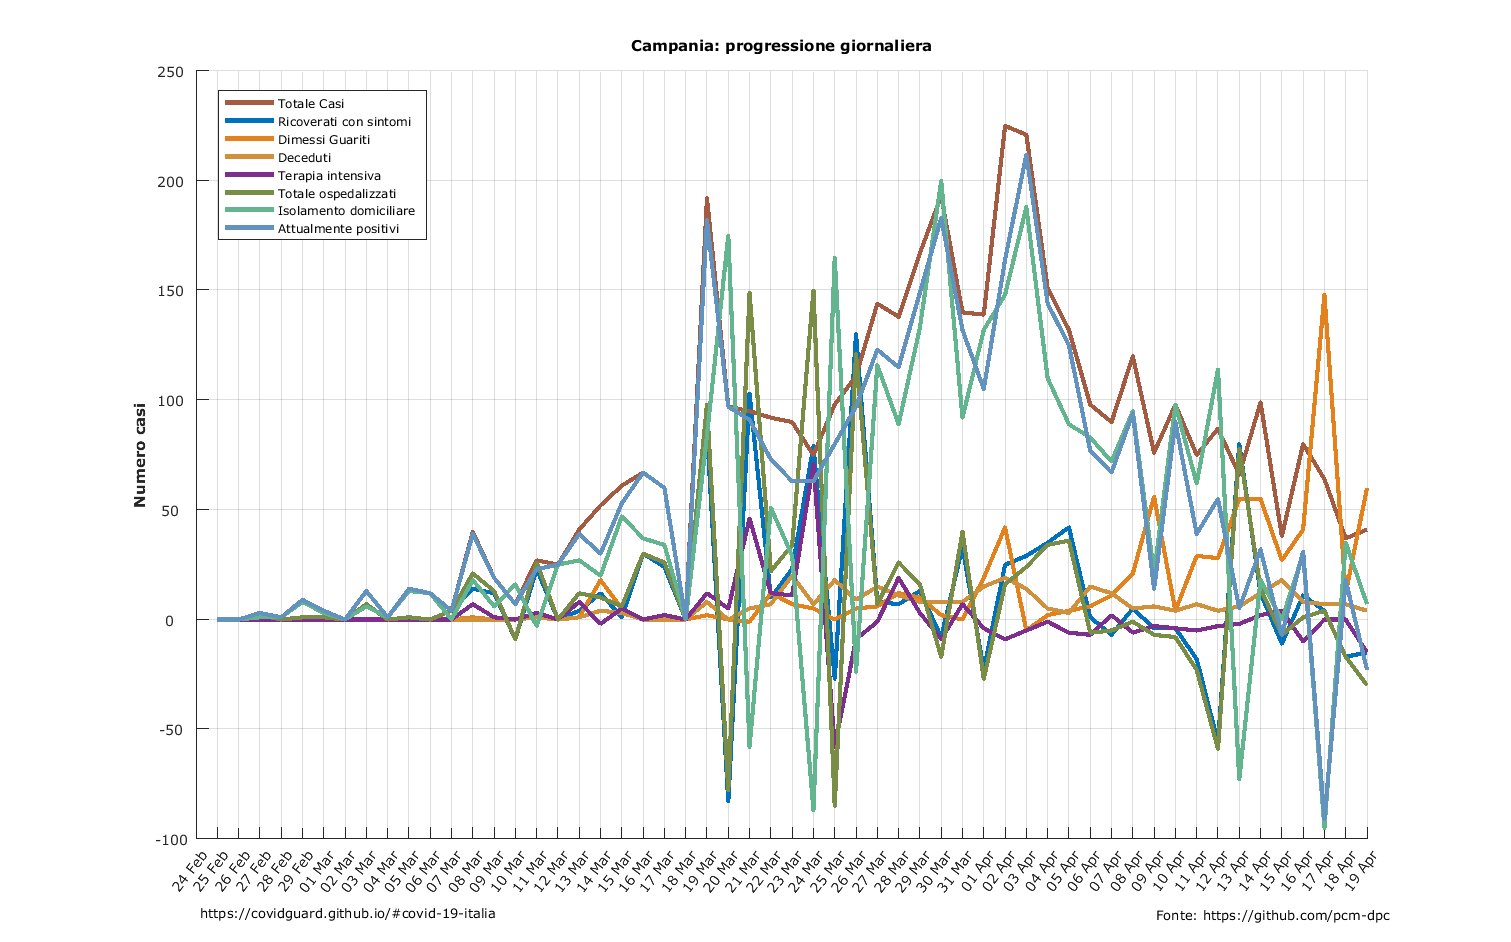 Campania: progressione giornaliera
250
200
150
100
50
0
-50
-100
Numero casi
Totale Casi
Ricoverati con sintomi
Dimessi Guariti
Deceduti
Terapia intensiva
Totale ospedalizzati
Isolamento domiciliare
Attualmente positivi
24 Feb
25 Feb
26 Feb
27 Feb
28 Feb
29 Feb
01 Mar
02 Mar
03 Mar
04 Mar
05 Mar
06 Mar
07 Mar
08 Mar
09 Mar
10 Mar
11 Mar
12 Mar
13 Mar
14 Mar
15 Mar
16 Mar
17 Mar
18 Mar
19 Mar
20 Mar
21 Mar
22 Mar
23 Mar
24 Mar
25 Mar
26 Mar
27 Mar
28 Mar
29 Mar
30 Mar
31 Mar
01 Apr
02 Apr
03 Apr
04 Apr
05 Apr
06 Apr
07 Apr
08 Apr
09 Apr
10 Apr
11 Apr
12 Apr
13 Apr
14 Apr
15 Apr
16 Apr
17 Apr
18 Apr
19 Apr
https://covidguard.github.io/#covid-19-italia
Fonte: https://github.com/pcm-dpc